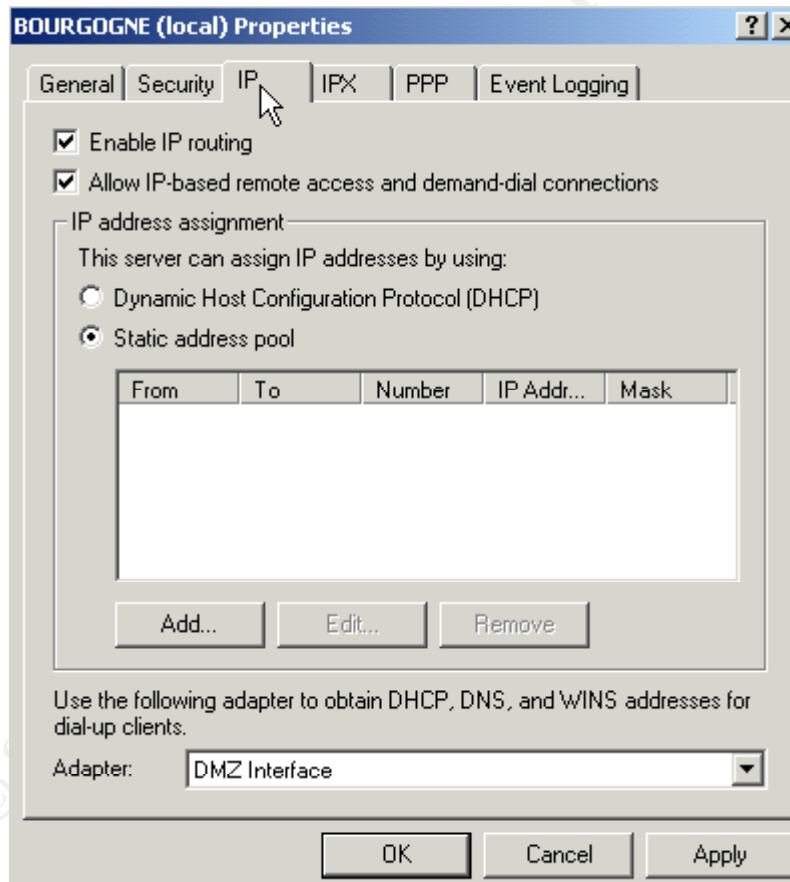 BOURGOGNE (local) Properties
General Security IP IPX PPP Event Logging
Enable IP routing
Allow IP-based remote access and demand-dial connections
IP address assignment
This server can assign IP addresses by using:
Dynamic Host Configuration Protocol (DHCP)
Static address pool
From To Number IP Addr... Mask
Add... Edit... Remove
Use the following adapter to obtain DHCP, DNS, and WINS addresses for
dial-up clients.
Adapter: DMZ Interface
OK Cancel Apply